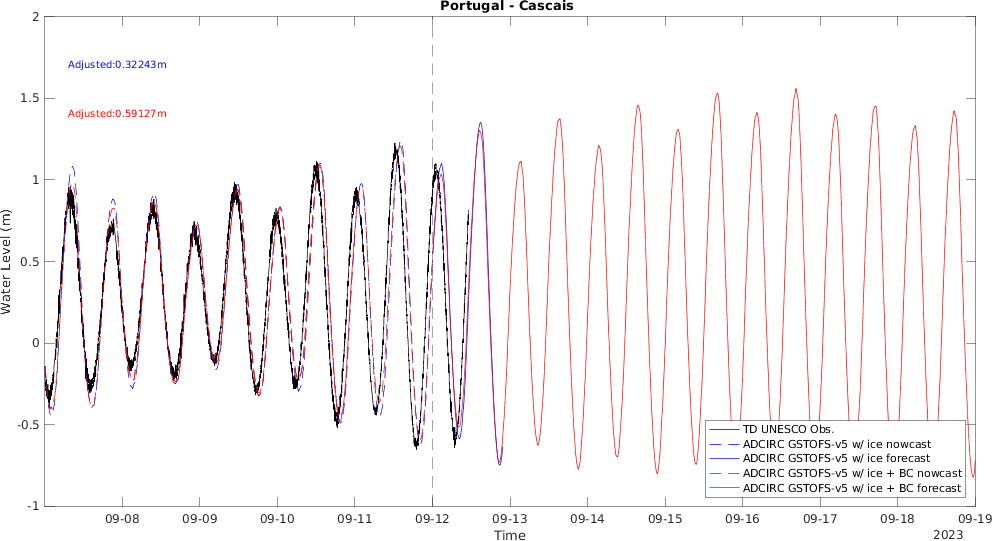 Portugal - Cascais
2
1.5
1
0.5
0
-0.5
-1
Water Level (m)
Adjusted:0.32243m
Adjusted:0.59127m
TD UNESCO Obs.
ADCIRC GSTOFS-v5 w/ ice nowcast
ADCIRC GSTOFS-v5 w/ ice forecast
ADCIRC GSTOFS-v5 w/ ice + BC nowcast
ADCIRC GSTOFS-v5 w/ ice + BC forecast
09-08 09-09 09-10 09-11 09-12 09-13 09-14 09-15 09-16 09-17 09-18 09-19
Time
2023